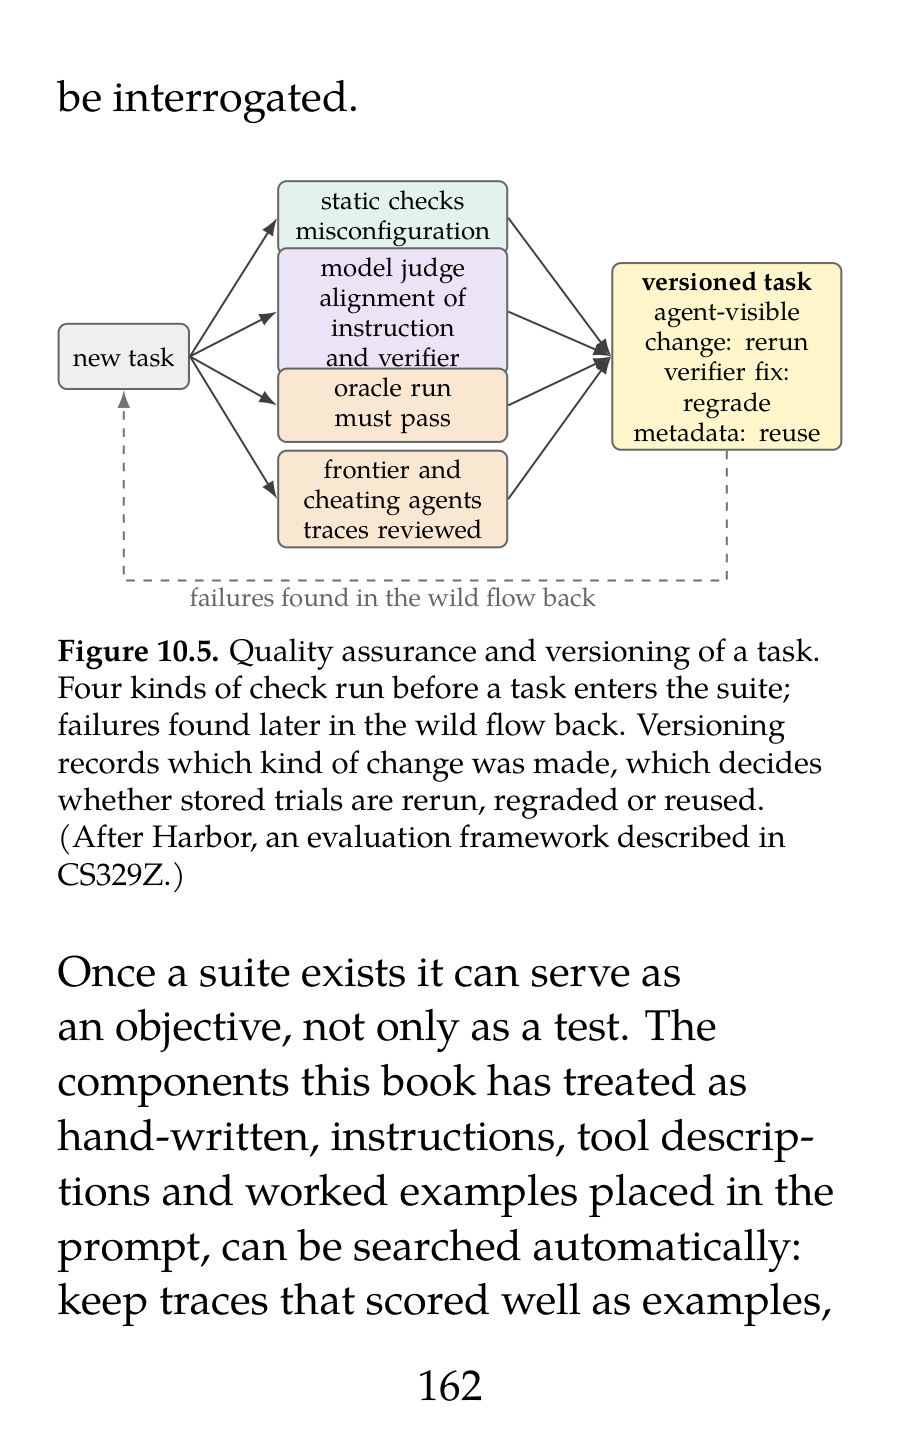 be interrogated.
static checks
misconfiguration
model judge
alignment of
instruction
and verifier
new task
oracle run
must pass
frontier and
cheating agents
traces reviewed
versioned task
agent-visible
change: rerun
verifier fix:
regrade
metadata: reuse
failures found in the wild flow back
Figure 10.5. Quality assurance and versioning of a task.
Four kinds of check run before a task enters the suite;
failures found later in the wild flow back. Versioning
records which kind of change was made, which decides
whether stored trials are rerun, regraded or reused.
(After Harbor, an evaluation framework described in
CS329Z.)
Once a suite exists it can serve as
an objective, not only as a test. The
components this book has treated as
hand-written, instructions, tool descrip-
tions and worked examples placed in the
prompt, can be searched automatically:
keep traces that scored well as examples,
162